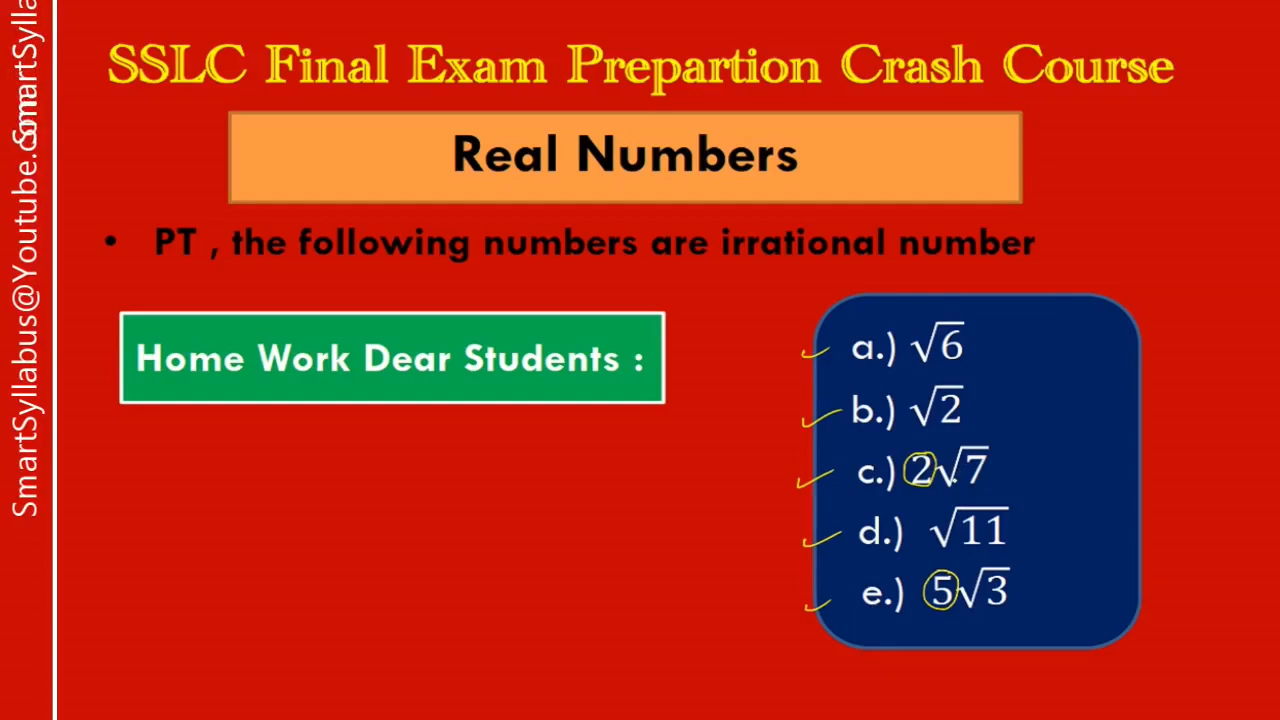 SSLC Final Exam Prepartion Crash Course
Real Numbers
• PT , the following numbers are irrational number
Home Work Dear Students :
a.) √6
b.) √2
c.) 2√7
d.) √11
e.) 5√3
SmartSyllabus@Youtube.com
SmartSylla